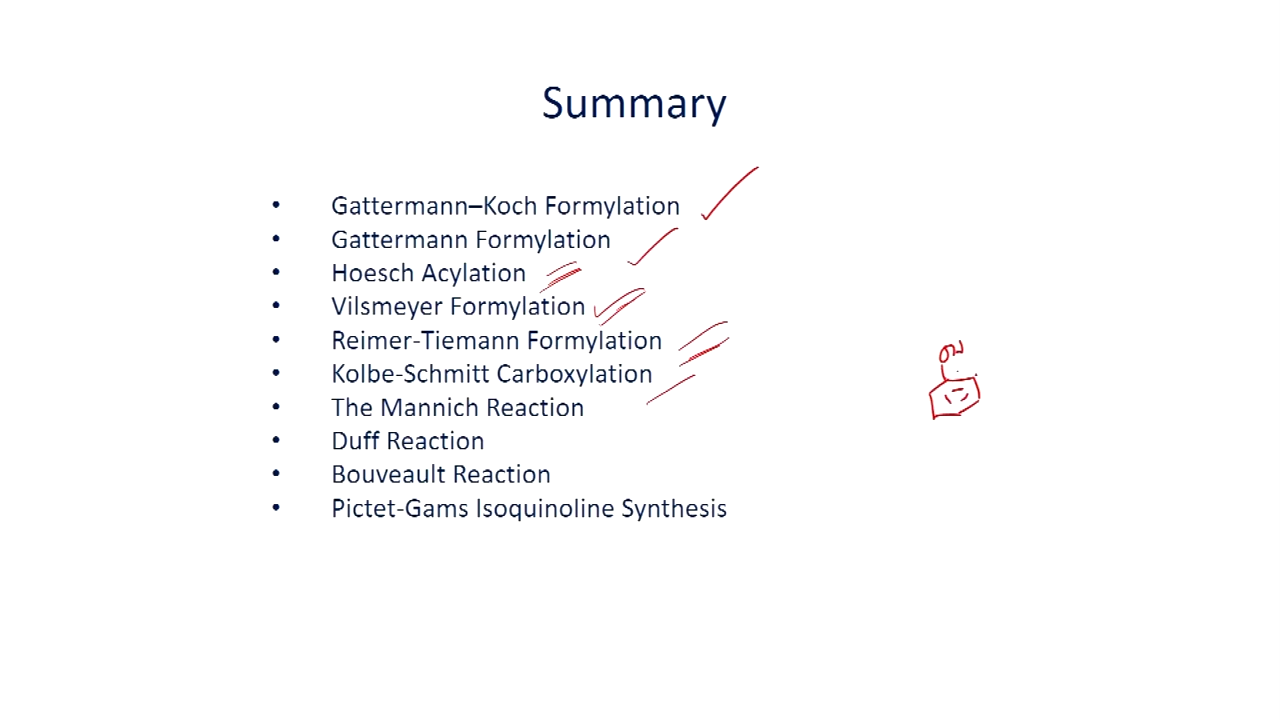 Summary
• Gattermann–Koch Formylation
• Gattermann Formylation
• Hoesch Acylation
• Vilsmeyer Formylation
• Reimer-Tiemann Formylation
• Kolbe-Schmitt Carboxylation
• The Mannich Reaction
• Duff Reaction
• Bouveault Reaction
• Pictet-Gams Isoquinoline Synthesis
OH